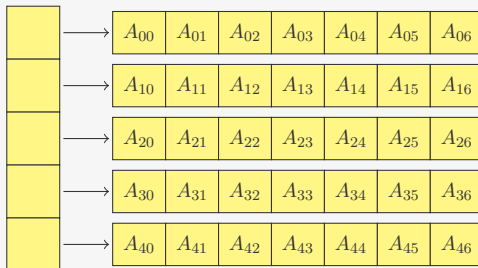 A₀₀ A₀₁ A₀₂ A₀₃ A₀₄ A₀₅ A₀₆
A₁₀ A₁₁ A₁₂ A₁₃ A₁₄ A₁₅ A₁₆
A₂₀ A₂₁ A₂₂ A₂₃ A₂₄ A₂₅ A₂₆
A₃₀ A₃₁ A₃₂ A₃₃ A₃₄ A₃₅ A₃₆
A₄₀ A₄₁ A₄₂ A₄₃ A₄₄ A₄₅ A₄₆